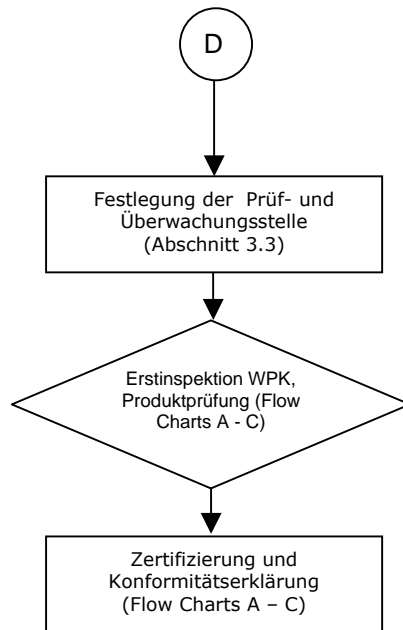 D
Festlegung der Prüf- und
Überwachungsstelle
(Abschnitt 3.3)
Erstinspektion WPK,
Produktprüfung (Flow
Charts A - C)
Zertifizierung und
Konformitätserklärung
(Flow Charts A – C)